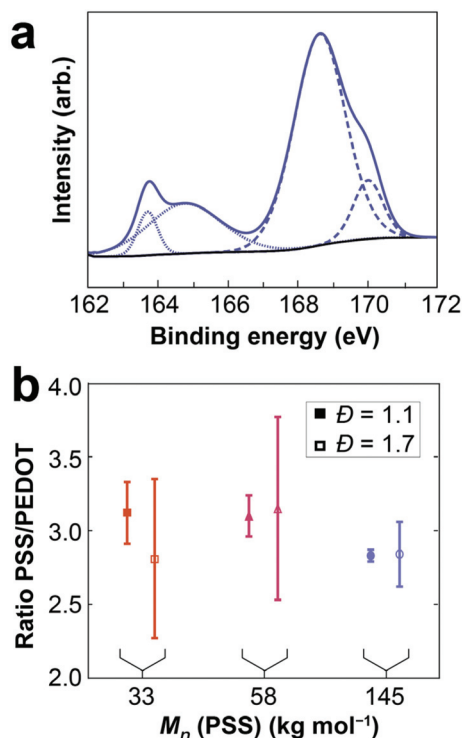 a
Intensity (arb.)
162 164 166 168 170 172
Binding energy (eV)
b
4.0
3.5
3.0
2.5
2.0
Ratio PSS/PEDOT
Đ = 1.1
Đ = 1.7
33 58 145
Mn (PSS) (kg mol⁻¹)